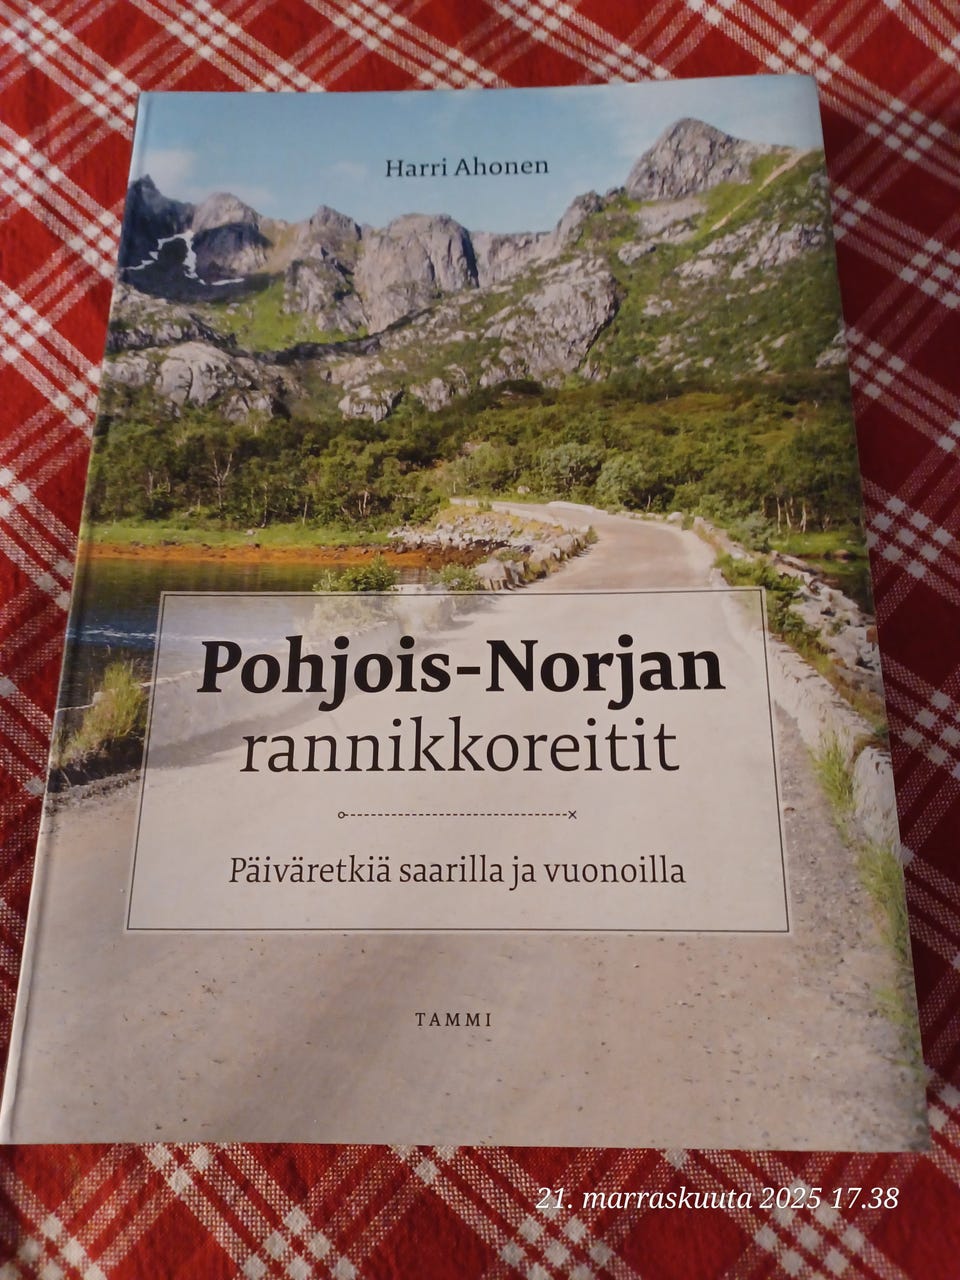 Harri Ahonen
Pohjois-Norjan
rannikkoreitit
Päiväretkiä saarilla ja vuonoilla
TAMMI
21. marraskuuta 2025 17.38